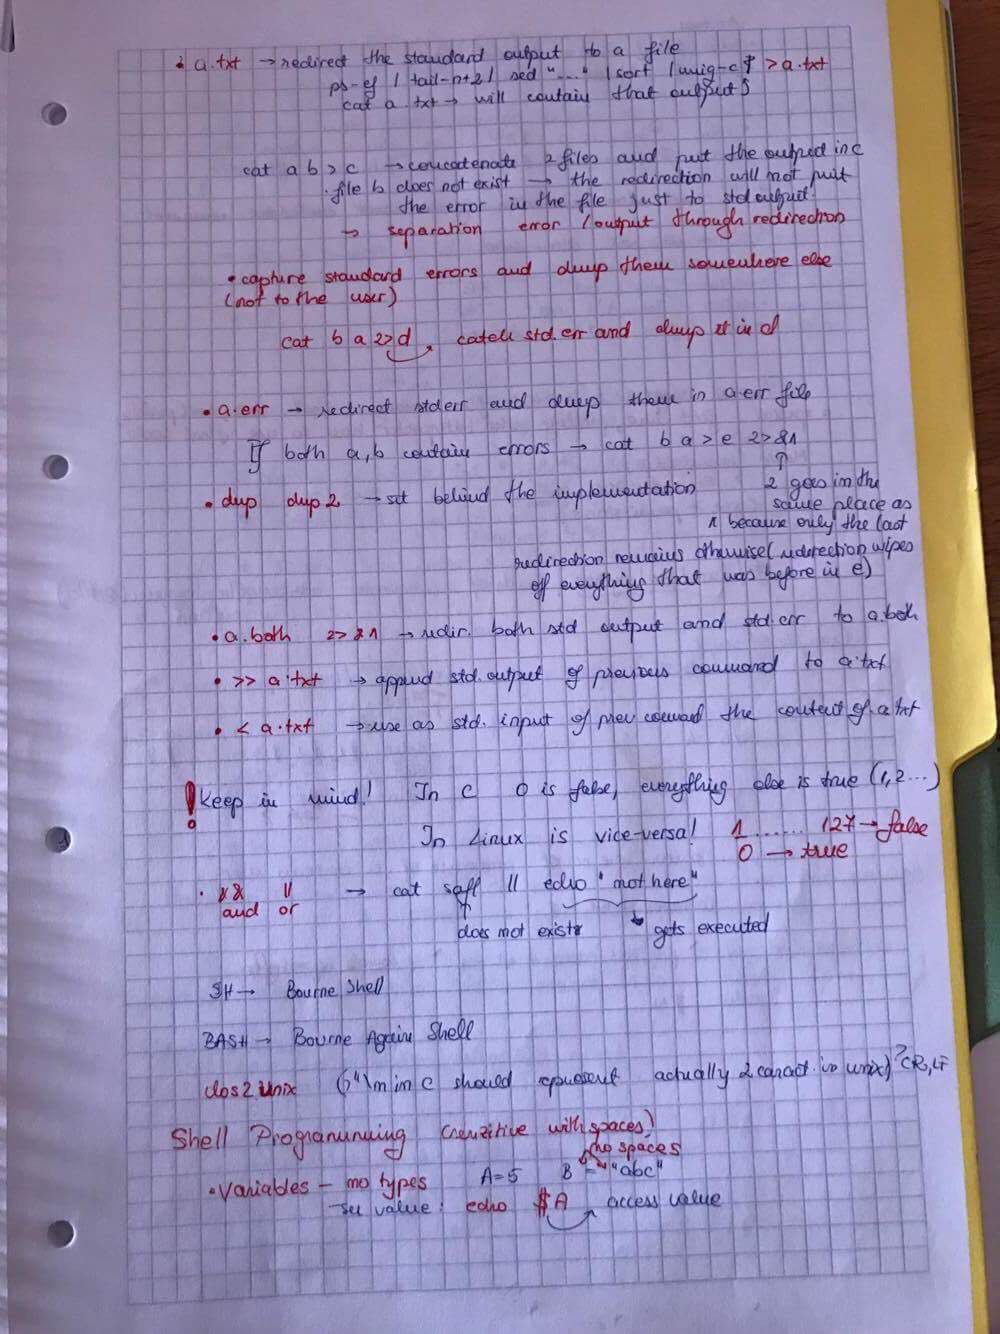 • a.txt → redirect the standard output to a file
ps -ef | tail -n+2 | sed "....." | sort | uniq -c > a.txt
cat a.txt → will contain that output
cat a b > c → concatenate 2 files and put the output in c
• file b does not exist → the redirection will not put
the error in the file just to std output
→ separation error / output through redirection
• capture standard errors and dump them somewhere else
(not to the user)
cat b a 2>d, catch std.err and dump it in d
• a.err → redirect stderr and dump them in a.err file
If both a, b contain errors → cat b a > e 2>&1
↑
• dup dup2 → sit behind the implementation 2 goes in the
same place as
1 because only the last
redirection remains otherwise (redirection wipes
off everything that was before in e)
• a.both 2>&1 → redir. both std output and std.err to a.both
• >> a.txt → append std.output of previous command to a.txt
• < a.txt → use as std. input of prev command the content of a.txt
! Keep in mind! In C 0 is false, everything else is true (1,2...)
In Linux is vice-versa! 1 ...... 127 → false
0 → true
• && || → cat saff || echo "not here"
and or
does not exist gets executed
SH → Bourne Shell
BASH → Bourne Again Shell
dos2unix \n in C should represent actually 2 caract. in unix) ? CR, LF
Shell Programming (senzitive with spaces)
no spaces
• Variables – no types A=5 B = "abc"
– see value: echo $A access value